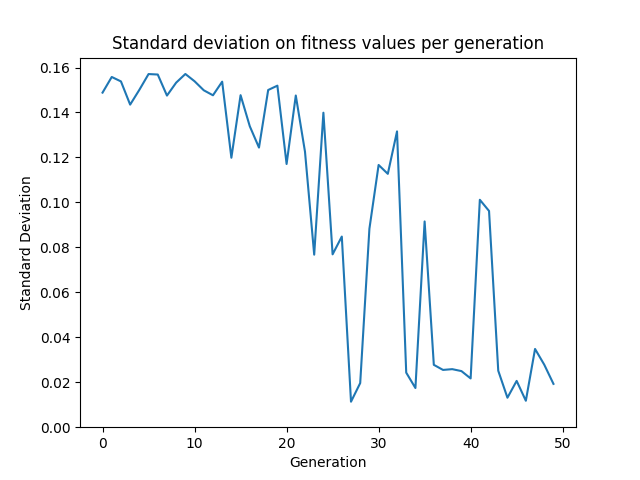 Standard deviation on fitness values per generation
0.16
0.14
0.12
0.10
0.08
0.06
0.04
0.02
0.00
Standard Deviation
0 10 20 30 40 50
Generation